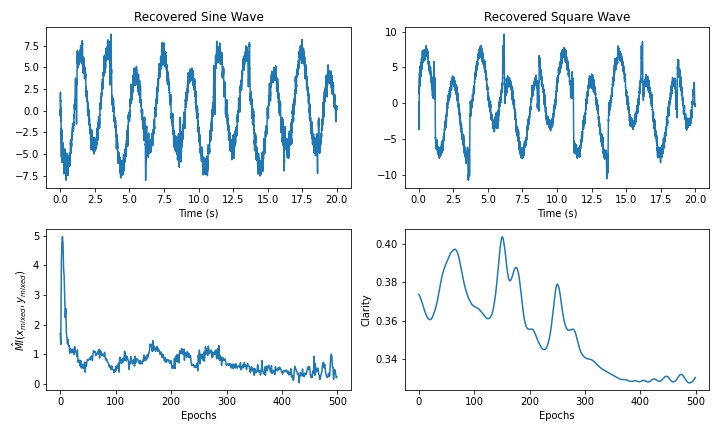 Recovered Sine Wave
7.5
5.0
2.5
0.0
−2.5
−5.0
−7.5
0.0 2.5 5.0 7.5 10.0 12.5 15.0 17.5 20.0
Time (s)
Recovered Square Wave
10
5
0
−5
−10
0.0 2.5 5.0 7.5 10.0 12.5 15.0 17.5 20.0
Time (s)
M̂I(x_mixed, y_mixed)
5
4
3
2
1
0
0 100 200 300 400 500
Epochs
Clarity
0.40
0.38
0.36
0.34
0 100 200 300 400 500
Epochs